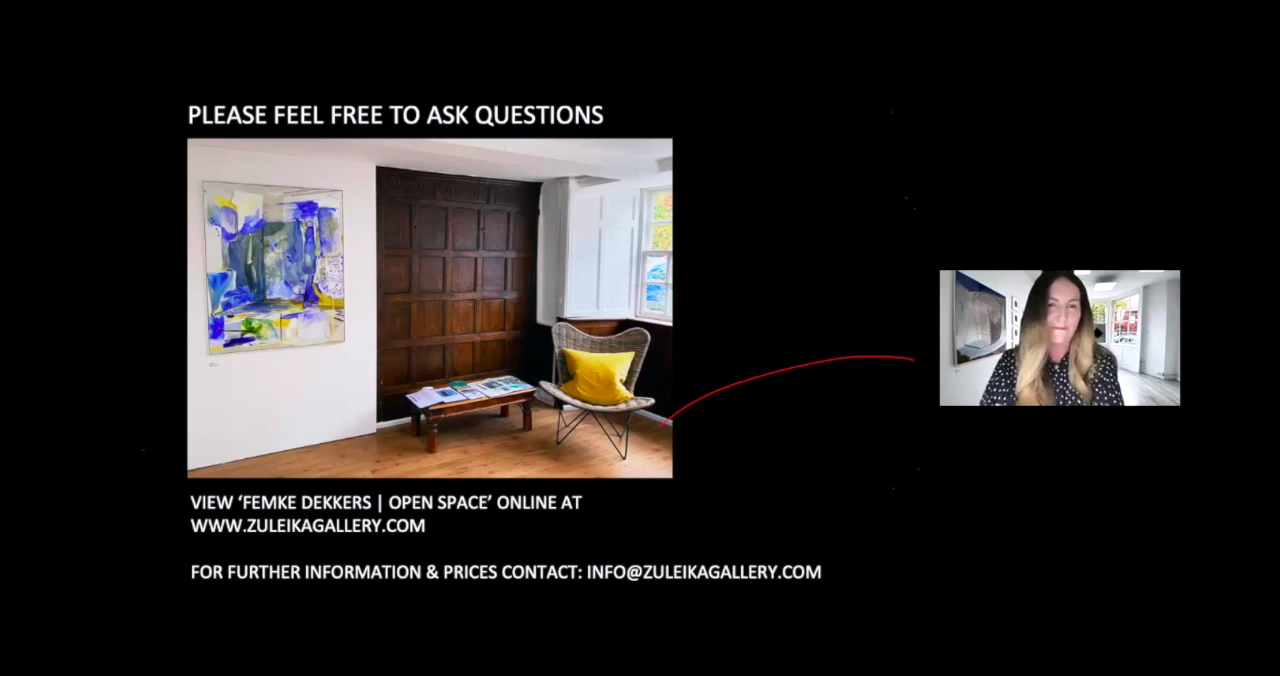 PLEASE FEEL FREE TO ASK QUESTIONS
VIEW ‘FEMKE DEKKERS | OPEN SPACE’ ONLINE AT
WWW.ZULEIKAGALLERY.COM
FOR FURTHER INFORMATION & PRICES CONTACT: INFO@ZULEIKAGALLERY.COM